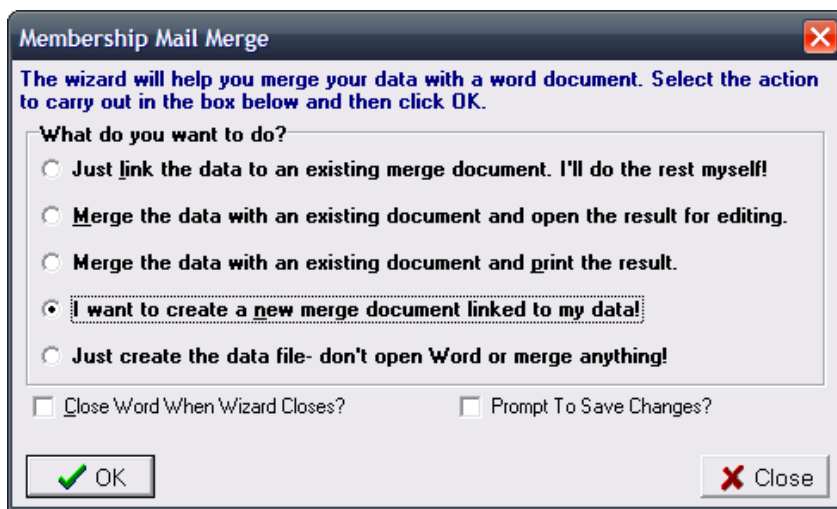 Membership Mail Merge
The wizard will help you merge your data with a word document. Select the action
to carry out in the box below and then click OK.
What do you want to do?
Just link the data to an existing merge document. I'll do the rest myself!
Merge the data with an existing document and open the result for editing.
Merge the data with an existing document and print the result.
I want to create a new merge document linked to my data!
Just create the data file- don't open Word or merge anything!
Close Word When Wizard Closes? Prompt To Save Changes?
OK Close